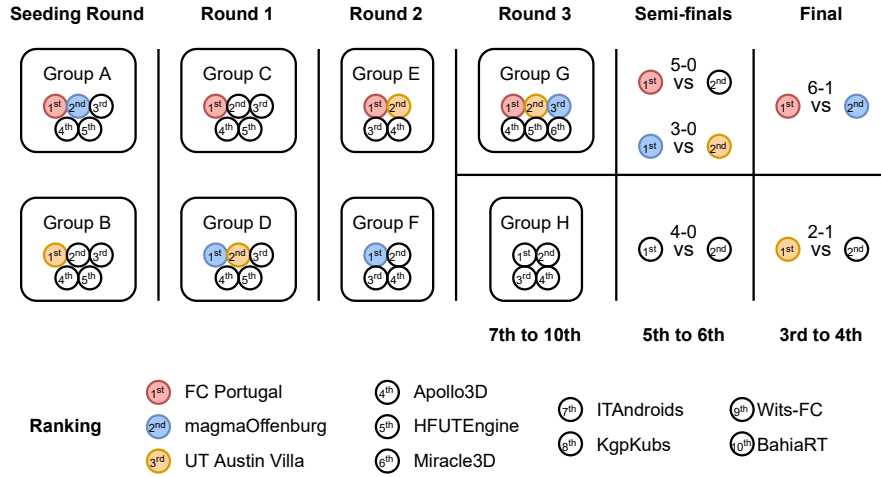 Seeding Round Round 1 Round 2 Round 3 Semi-finals Final
Group A Group C Group E Group G
1st 2nd 3rd 1st 2nd 3rd 1st 2nd 1st 2nd 3rd
4th 5th 4th 5th 3rd 4th 4th 5th 6th
5-0
1st vs 2nd
3-0
1st vs 2nd
6-1
1st vs 2nd
Group B Group D Group F Group H
1st 2nd 3rd 1st 2nd 3rd 1st 2nd 1st 2nd
4th 5th 4th 5th 3rd 4th 3rd 4th
4-0
1st vs 2nd
2-1
1st vs 2nd
7th to 10th 5th to 6th 3rd to 4th
Ranking
1st FC Portugal
2nd magmaOffenburg
3rd UT Austin Villa
4th Apollo3D
5th HFUTEngine
6th Miracle3D
7th ITAndroids
8th KgpKubs
9th Wits-FC
10th BahiaRT